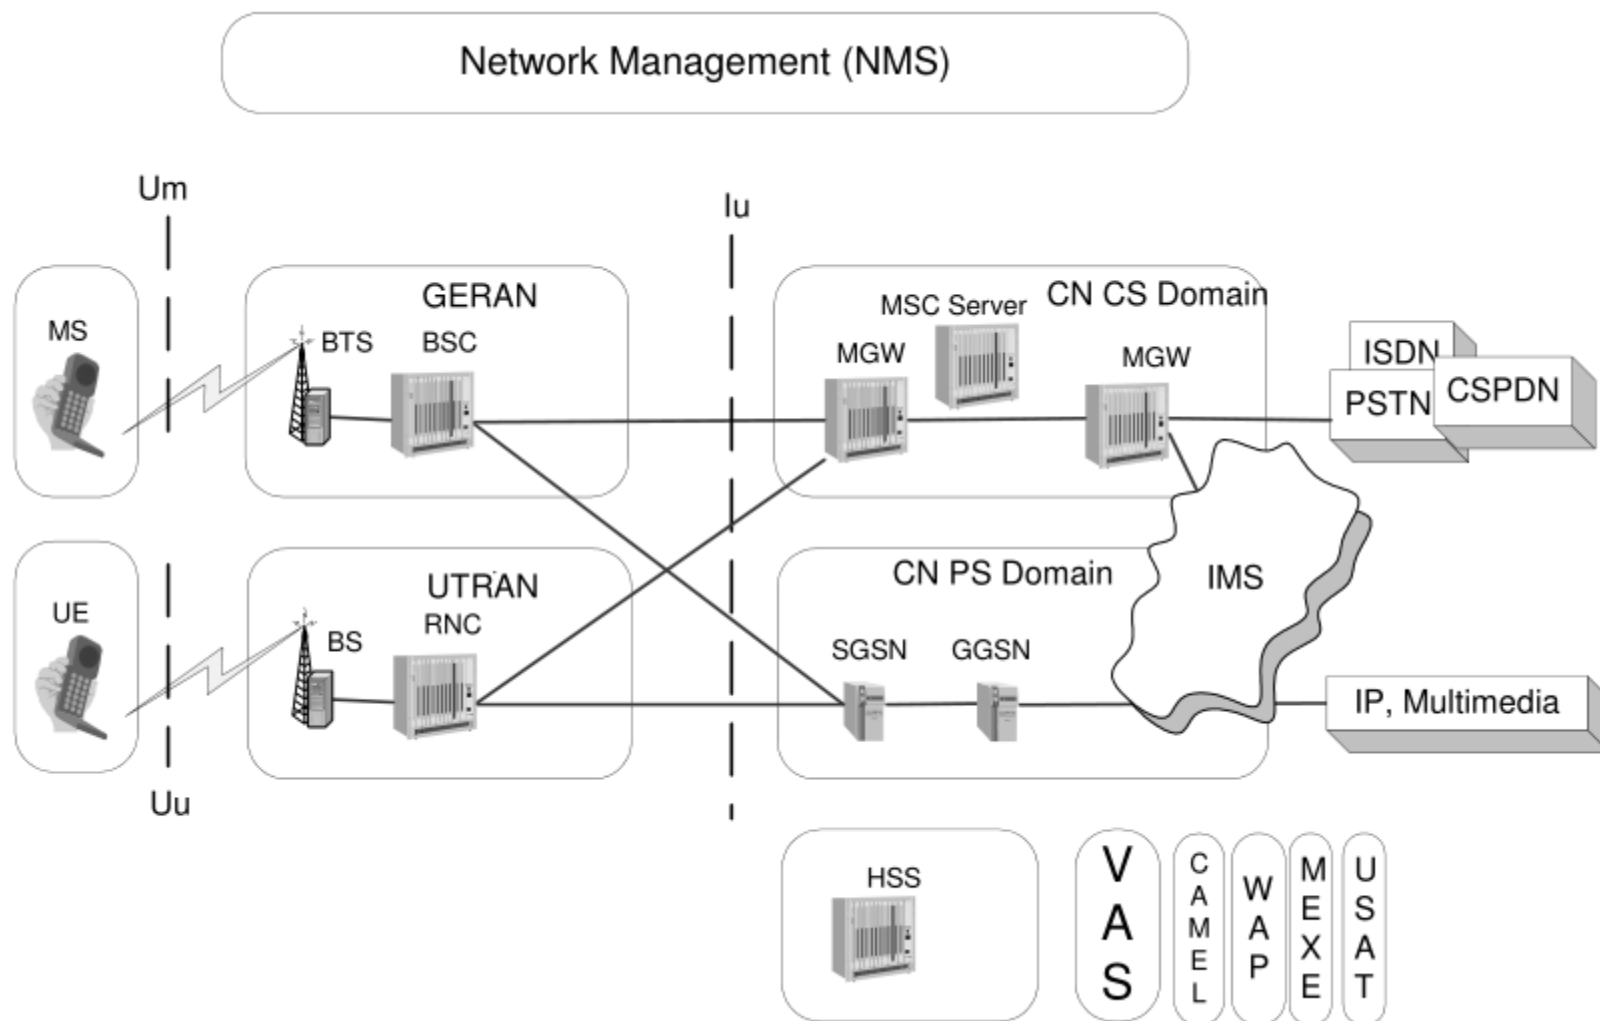 Network Management (NMS)
Um
Iu
MS
GERAN
BTS
BSC
CN CS Domain
MSC Server
MGW
MGW
ISDN
PSTN
CSPDN
UE
Uu
UTRAN
BS
RNC
CN PS Domain
SGSN
GGSN
IMS
IP, Multimedia
HSS
VAS
CAMEL
WAP
MEXE
USAT